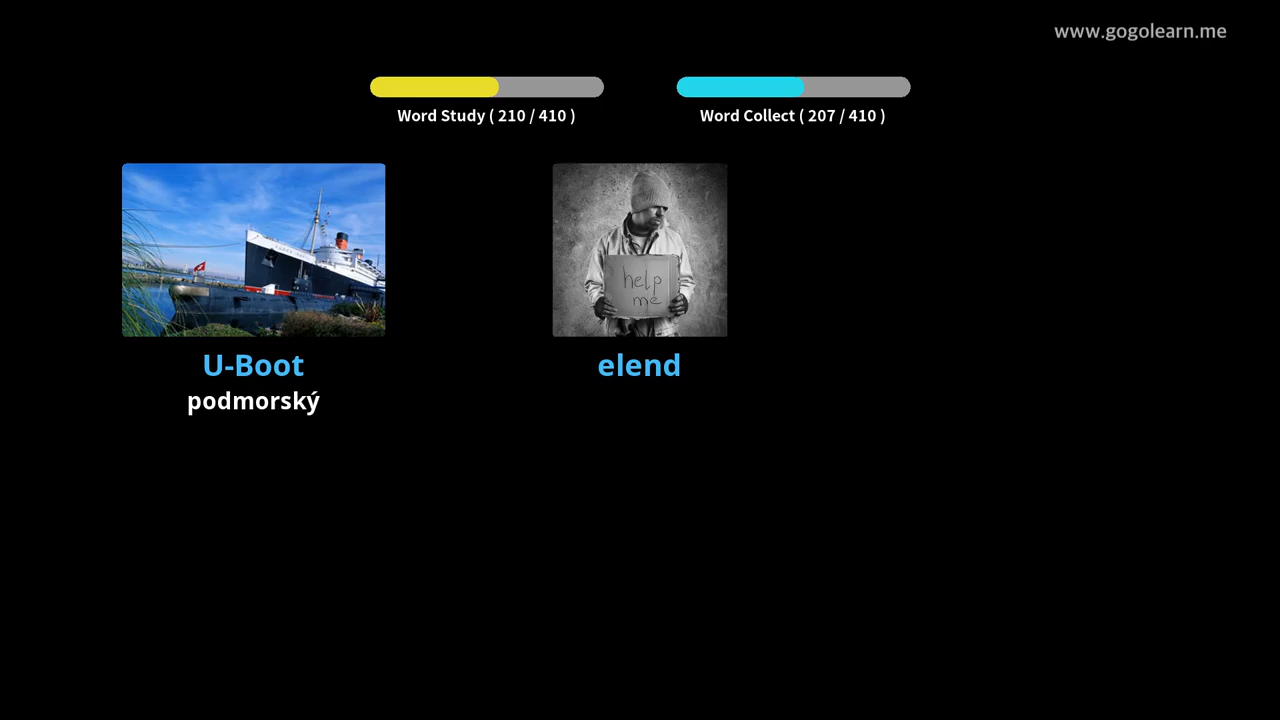 www.gogolearn.me
Word Study ( 210 / 410 )
Word Collect ( 207 / 410 )
help
me
U-Boot
elend
podmorský